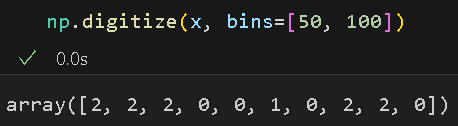 np.digitize(x, bins=[50, 100])
0.0s
array([2, 2, 2, 0, 0, 1, 0, 2, 2, 0])